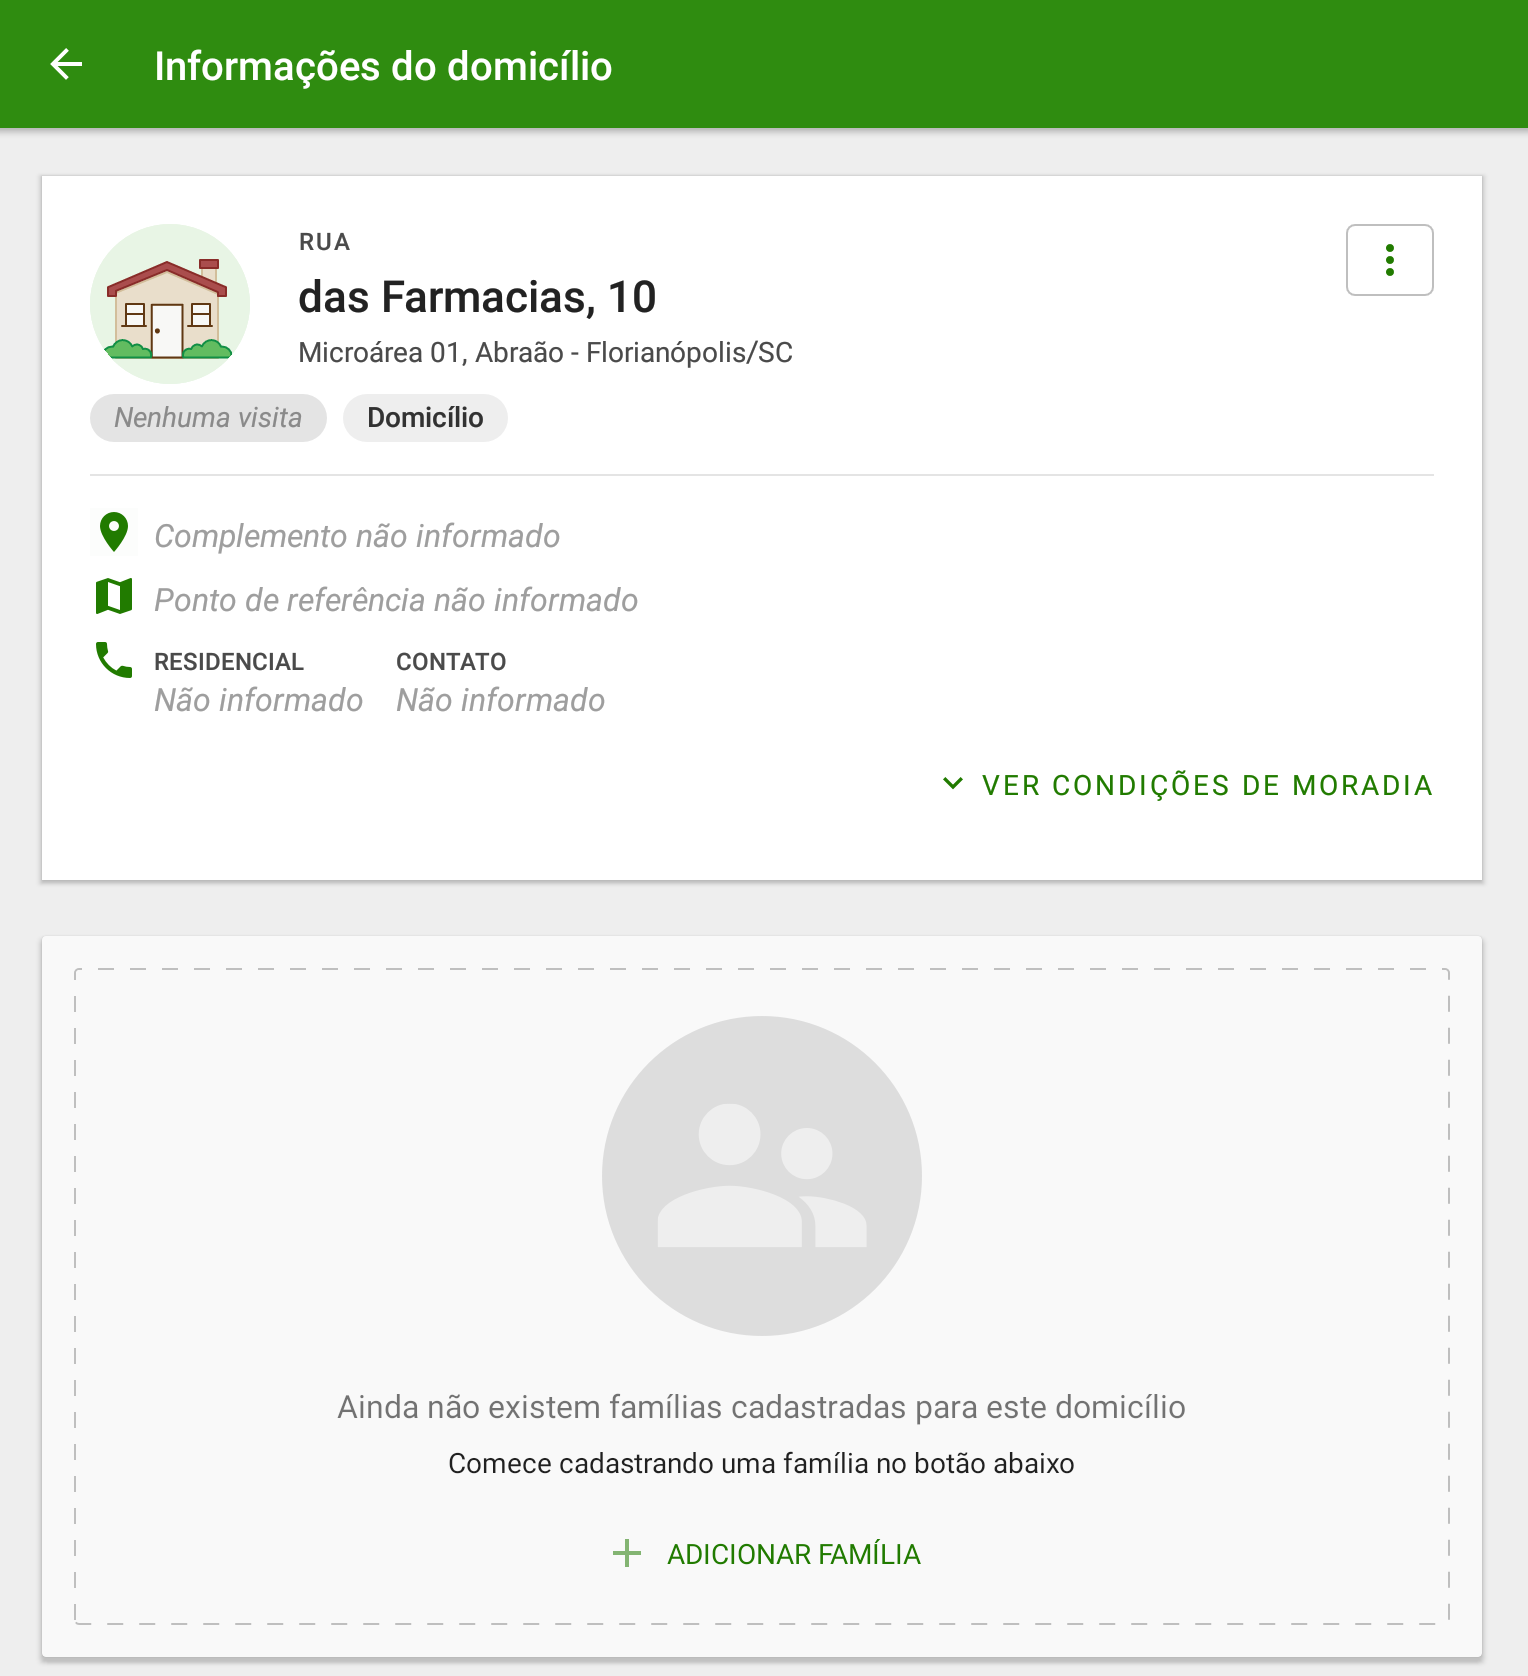 Informações do domicílio
RUA
das Farmacias, 10
Microárea 01, Abraão - Florianópolis/SC
Nenhuma visita
Domicílio
Complemento não informado
Ponto de referência não informado
RESIDENCIAL
Não informado
CONTATO
Não informado
VER CONDIÇÕES DE MORADIA
Ainda não existem famílias cadastradas para este domicílio
Comece cadastrando uma família no botão abaixo
ADICIONAR FAMÍLIA